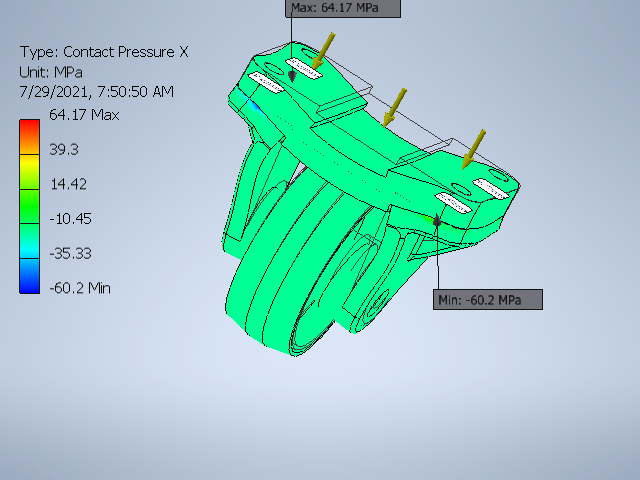 Max: 64.17 MPa
Type: Contact Pressure X
Unit: MPa
7/29/2021, 7:50:50 AM
64.17 Max
39.3
14.42
-10.45
-35.33
-60.2 Min
Min: -60.2 MPa